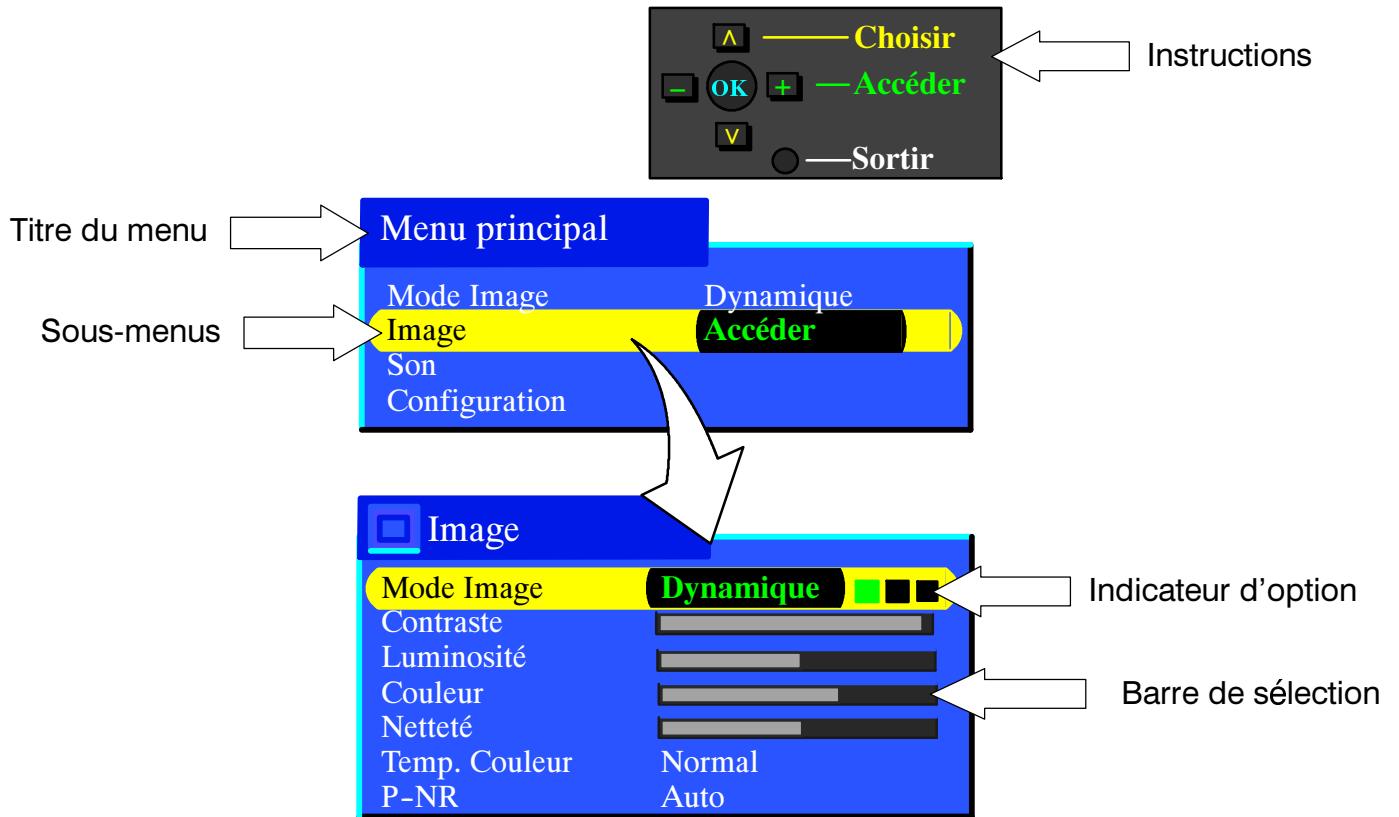 ∧ Choisir
Instructions
− OK + Accéder
∨
Sortir
Titre du menu
Menu principal
Mode Image Dynamique
Sous-menus
Image Accéder
Son
Configuration
Image
Mode Image Dynamique
Indicateur d'option
Contraste
Luminosité
Couleur
Barre de sélection
Netteté
Temp. Couleur Normal
P-NR Auto